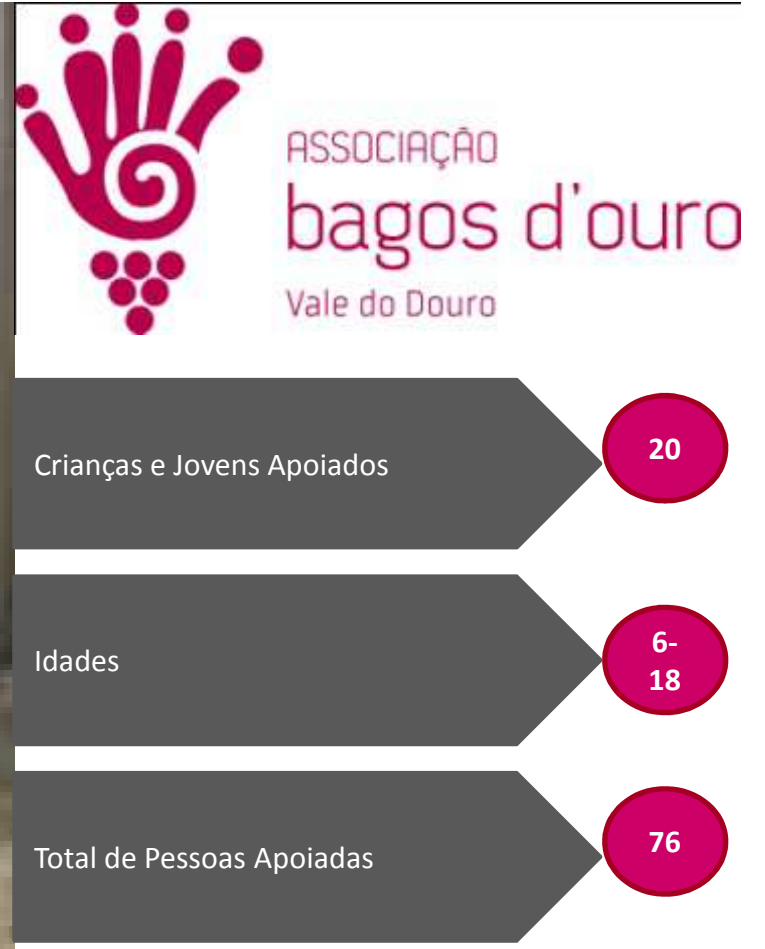 ASSOCIAÇÃO
bagos d'ouro
Vale do Douro
Crianças e Jovens Apoiados
20
Idades
6-
18
Total de Pessoas Apoiadas
76